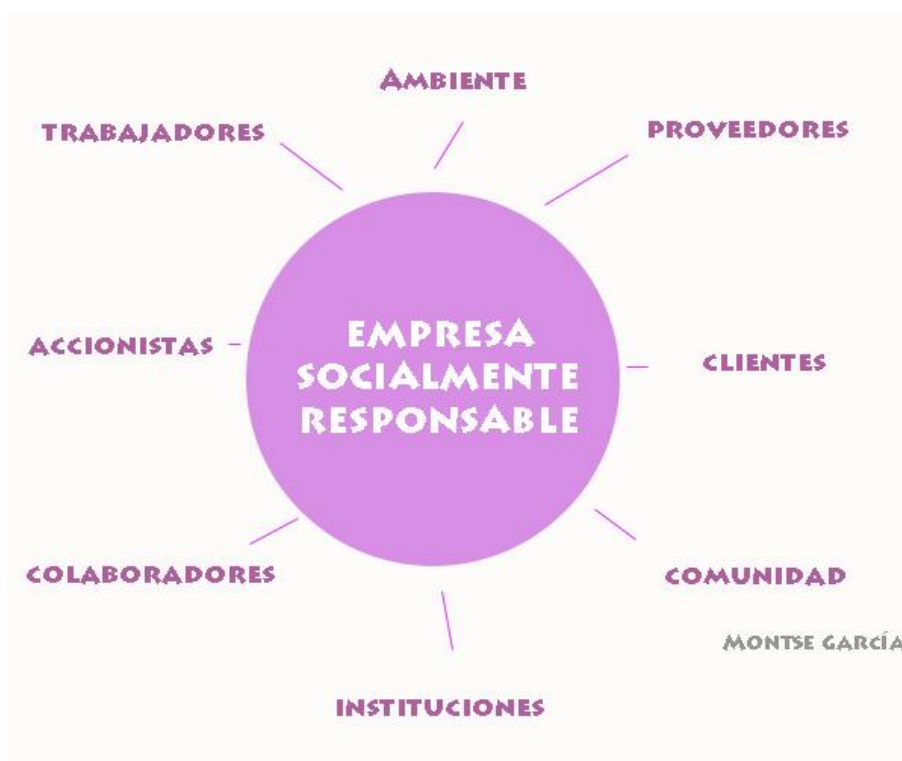 AMBIENTE
TRABAJADORES
PROVEEDORES
EMPRESA
SOCIALMENTE
RESPONSABLE
ACCIONISTAS
CLIENTES
COLABORADORES
COMUNIDAD
MONTSE GARCÍA
INSTITUCIONES